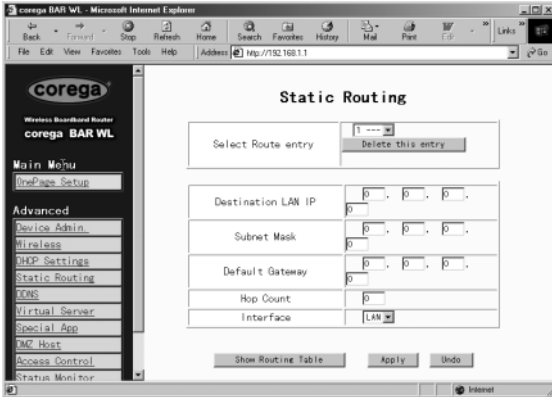 corega BAR WL - Microsoft Internet Explorer
Back Forward Stop Refresh Home Search Favorites History Mail Print Edit » Links »
File Edit View Favorites Tools Help Address http://192.168.1.1 Go
corega
Wireless Boardband Router
corega BAR WL
Main Menu
OnePage Setup
Advanced
Device Admin.
Wireless
DHCP Settings
Static Routing
DDNS
Virtual Server
Special App
DMZ Host
Access Control
Status Monitor
Static Routing
Select Route entry 1 ---
Delete this entry
Destination LAN IP 0 . 0 . 0 .
0
Subnet Mask 0 . 0 . 0 .
0
Default Gateway 0 . 0 . 0 .
0
Hop Count 0
Interface LAN
Show Routing Table Apply Undo
Internet